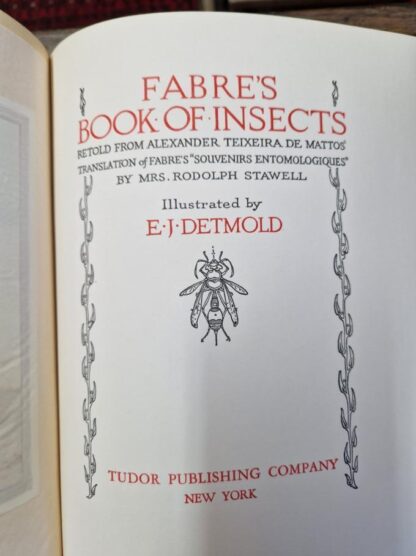 FABRE'S
BOOK·OF·INSECTS
RETOLD FROM ALEXANDER TEIXEIRA DE MATTOS'
TRANSLATION of FABRE'S "SOUVENIRS ENTOMOLOGIQUES"
BY MRS. RODOLPH STAWELL
Illustrated by
E·J·DETMOLD
TUDOR PUBLISHING COMPANY
NEW YORK